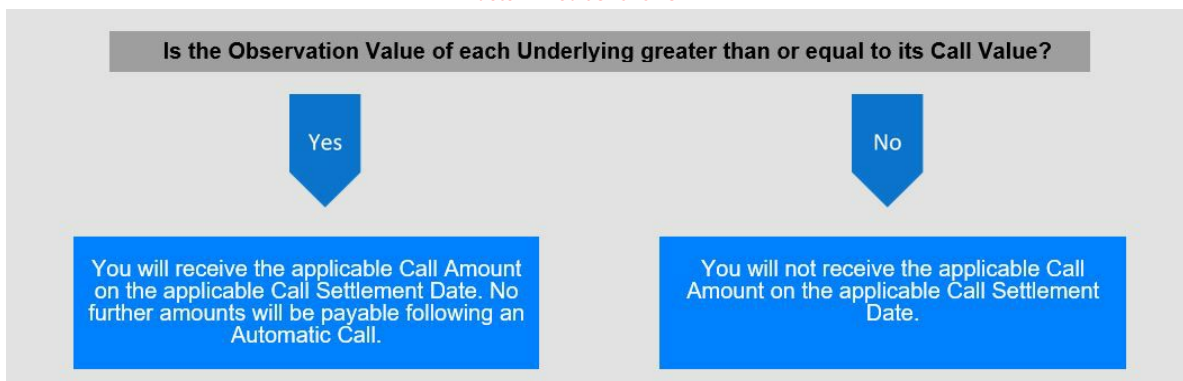 Is the Observation Value of each Underlying greater than or equal to its Call Value?
Yes
No
You will receive the applicable Call Amount
on the applicable Call Settlement Date. No
further amounts will be payable following an
Automatic Call.
You will not receive the applicable Call
Amount on the applicable Call Settlement
Date.